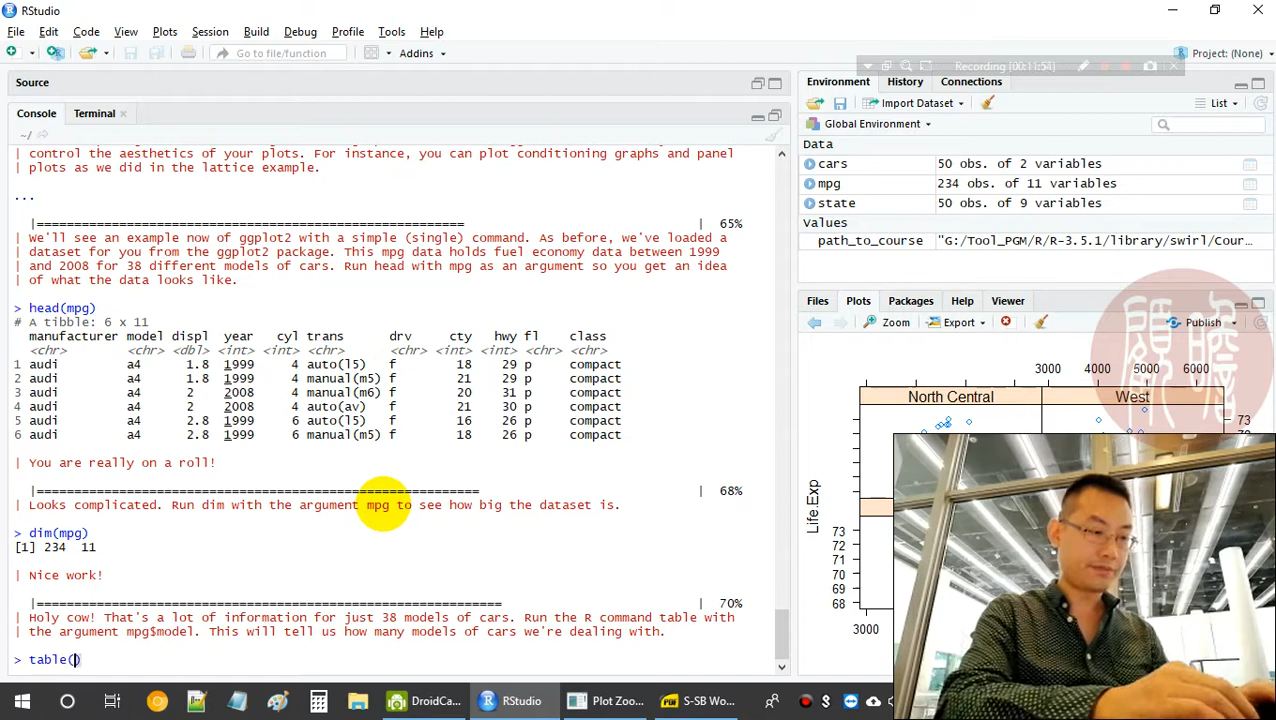 RStudio
File Edit Code View Plots Session Build Debug Profile Tools Help
Go to file/function Addins Project: (None)
Recording [00:11:54]
Source
Console Terminal
~/
control the aesthetics of your plots. For instance, you can plot conditioning graphs and panel
| plots as we did in the lattice example.
...
|==========================================================| 65%
| We'll see an example now of ggplot2 with a simple (single) command. As before, we've loaded a
| dataset for you from the ggplot2 package. This mpg data holds fuel economy data between 1999
| and 2008 for 38 different models of cars. Run head with mpg as an argument so you get an idea
| of what the data looks like.
> head(mpg)
# A tibble: 6 x 11
manufacturer model displ year cyl trans drv cty hwy fl class
<chr> <chr> <dbl> <int> <int> <chr> <chr> <int> <int> <chr> <chr>
1 audi a4 1.8 1999 4 auto(l5) f 18 29 p compact
2 audi a4 1.8 1999 4 manual(m5) f 21 29 p compact
3 audi a4 2 2008 4 manual(m6) f 20 31 p compact
4 audi a4 2 2008 4 auto(av) f 21 30 p compact
5 audi a4 2.8 1999 6 auto(l5) f 16 26 p compact
6 audi a4 2.8 1999 6 manual(m5) f 18 26 p compact
| You are really on a roll!
|============================================================| 68%
| Looks complicated. Run dim with the argument mpg to see how big the dataset is.
> dim(mpg)
[1] 234 11
| Nice work!
|===============================================================| 70%
| Holy cow! That's a lot of information for just 38 models of cars. Run the R command table with
| the argument mpg$model. This will tell us how many models of cars we're dealing with.
> table()
Environment History Connections
Import Dataset List
Global Environment
Data
cars 50 obs. of 2 variables
mpg 234 obs. of 11 variables
state 50 obs. of 9 variables
Values
path_to_course "G:/Tool_PGM/R/R-3.5.1/library/swirl/Cour…
Files Plots Packages Help Viewer
Zoom Export Publish
3000 4000 5000 6000
North Central West
73
Life.Exp
73
72
71
70
69
68
3000
DroidCa...
RStudio
Plot Zoo...
S-SB Wo...